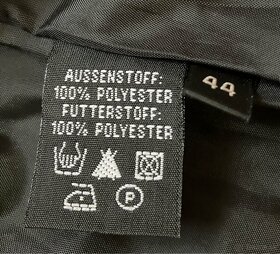 AUSSENSTOFF:
100% POLYESTER
FUTTERSTOFF:
100% POLYESTER
P
44